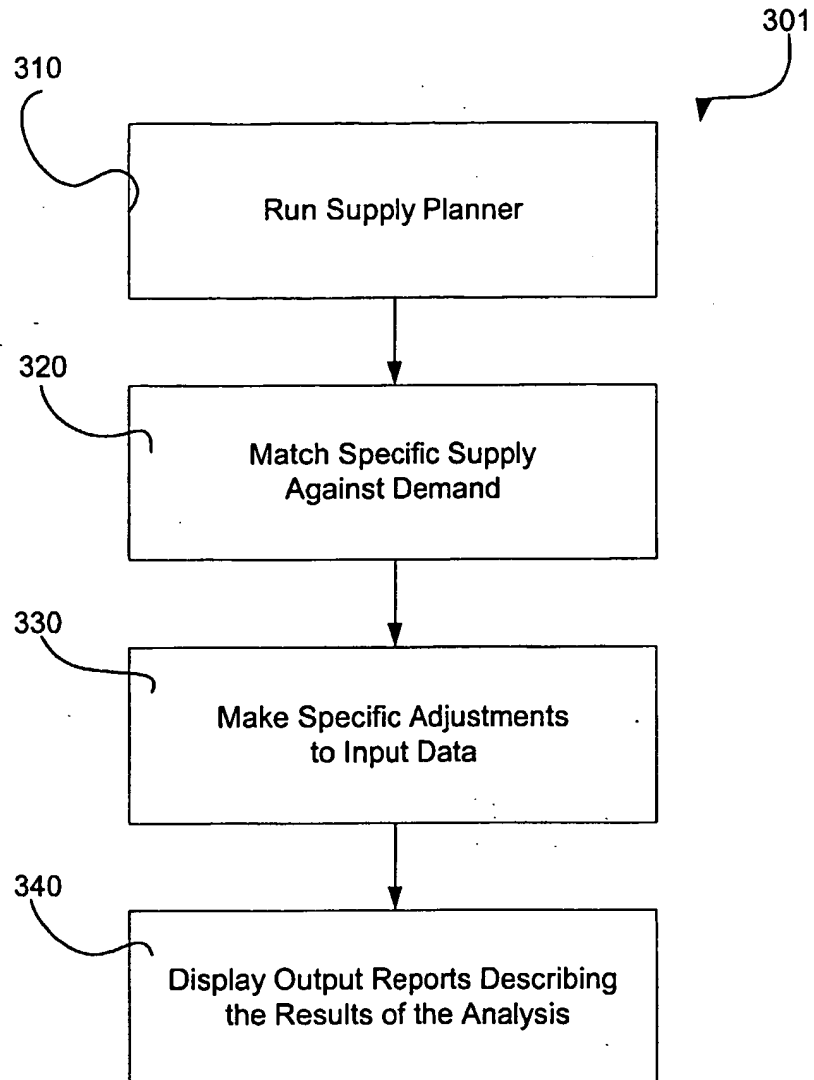 301
310
Run Supply Planner
320
Match Specific Supply
Against Demand
330
Make Specific Adjustments
to Input Data
340
Display Output Reports Describing
the Results of the Analysis